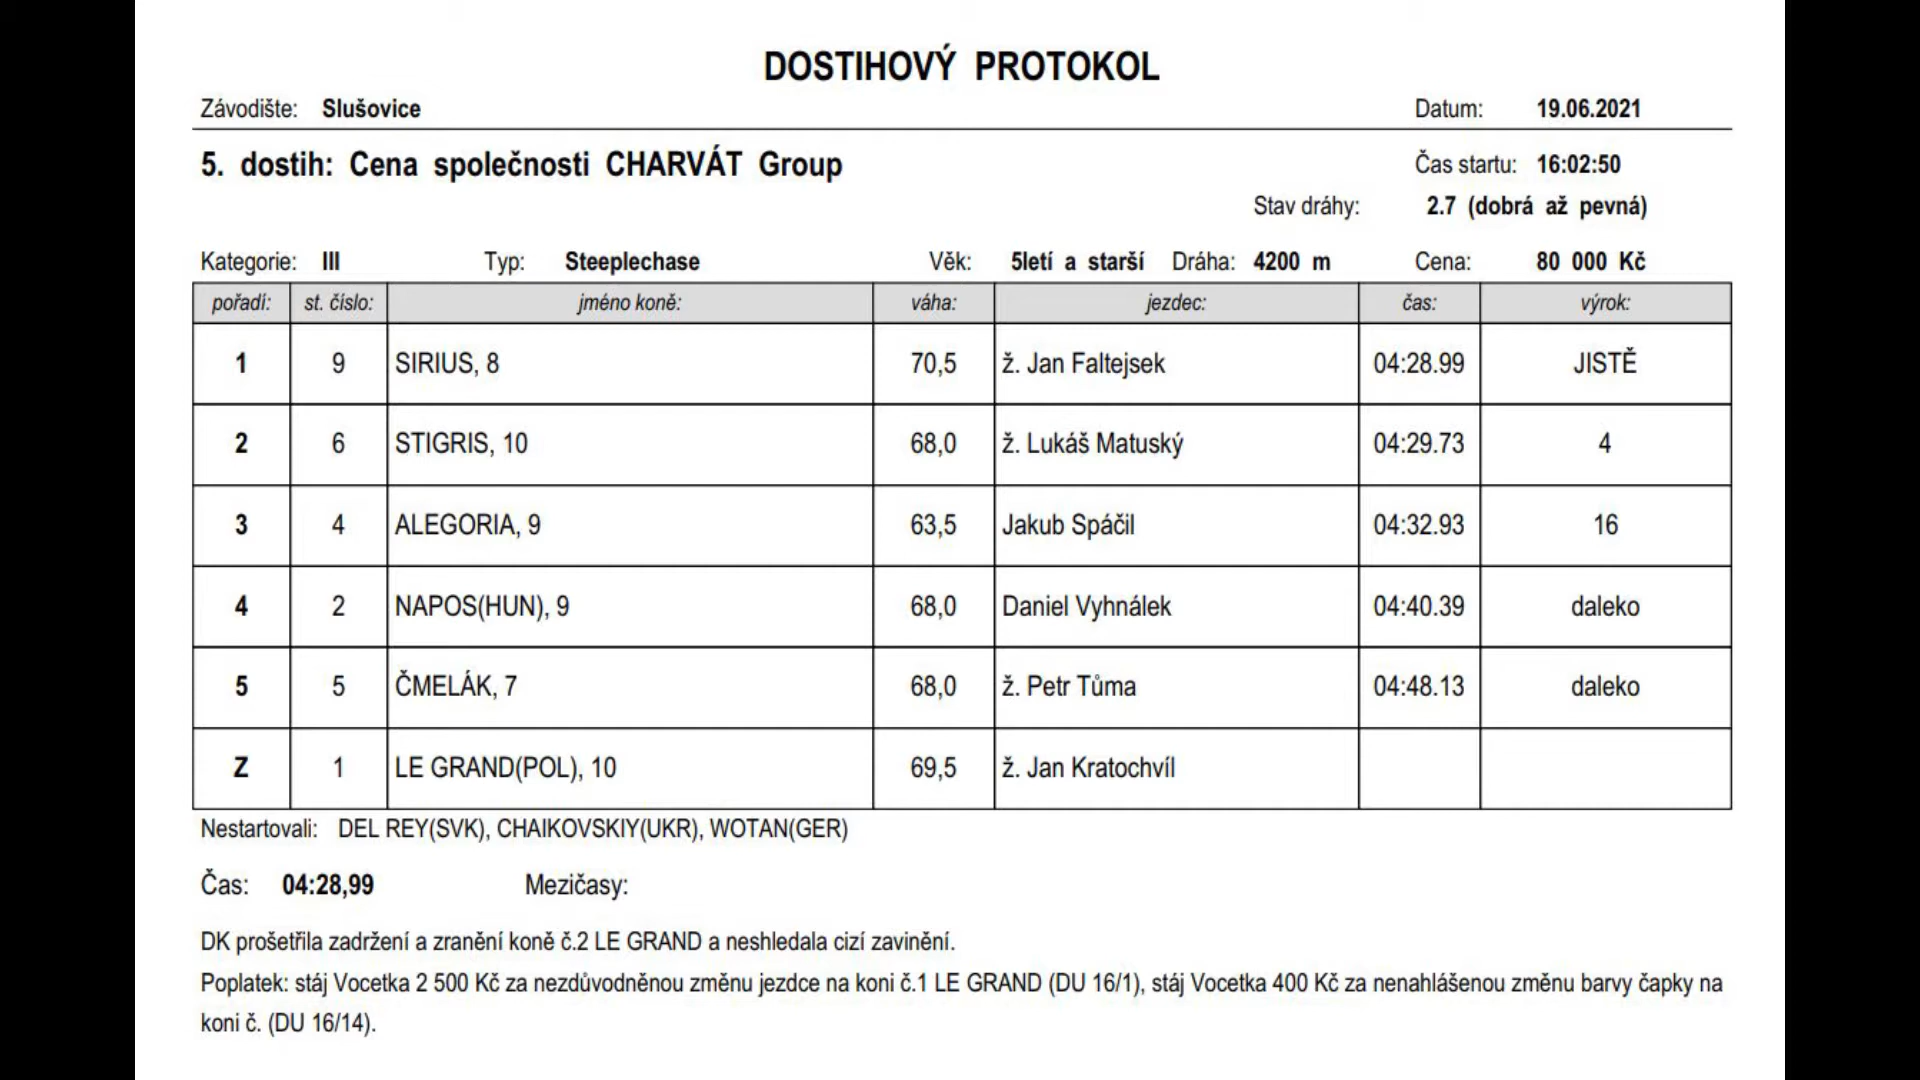 DOSTIHOVÝ PROTOKOL
Závodište: Slušovice Datum: 19.06.2021
5. dostih: Cena společnosti CHARVÁT Group Čas startu: 16:02:50
Stav dráhy: 2.7 (dobrá až pevná)
Kategorie: III Typ: Steeplechase Věk: 5letí a starší Dráha: 4200 m Cena: 80 000 Kč
pořadí: st. číslo: jméno koně: váha: jezdec: čas: výrok:
1 9 SIRIUS, 8 70,5 ž. Jan Faltejsek 04:28.99 JISTĚ
2 6 STIGRIS, 10 68,0 ž. Lukáš Matuský 04:29.73 4
3 4 ALEGORIA, 9 63,5 Jakub Spáčil 04:32.93 16
4 2 NAPOS(HUN), 9 68,0 Daniel Vyhnálek 04:40.39 daleko
5 5 ČMELÁK, 7 68,0 ž. Petr Tůma 04:48.13 daleko
Z 1 LE GRAND(POL), 10 69,5 ž. Jan Kratochvíl
Nestartovali: DEL REY(SVK), CHAIKOVSKIY(UKR), WOTAN(GER)
Čas: 04:28,99 Mezičasy:
DK prošetřila zadržení a zranění koně č.2 LE GRAND a neshledala cizí zavinění.
Poplatek: stáj Vocetka 2 500 Kč za nezdůvodněnou změnu jezdce na koni č.1 LE GRAND (DU 16/1), stáj Vocetka 400 Kč za nenahlášenou změnu barvy čapky na
koni č. (DU 16/14).